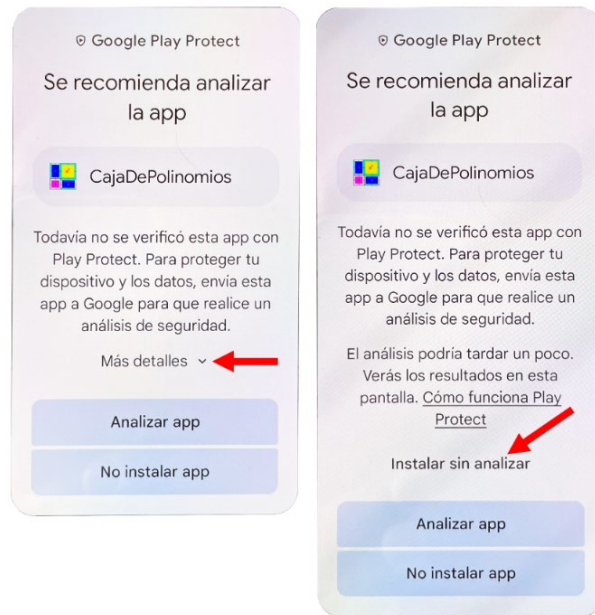 Google Play Protect
Se recomienda analizar
la app
CajaDePolinomios
Todavía no se verificó esta app con
Play Protect. Para proteger tu
dispositivo y los datos, envía esta
app a Google para que realice un
análisis de seguridad.
Más detalles
Analizar app
No instalar app
Google Play Protect
Se recomienda analizar
la app
CajaDePolinomios
Todavía no se verificó esta app con
Play Protect. Para proteger tu
dispositivo y los datos, envía esta
app a Google para que realice un
análisis de seguridad.
El análisis podría tardar un poco.
Verás los resultados en esta
pantalla. Cómo funciona Play
Protect
Instalar sin analizar
Analizar app
No instalar app